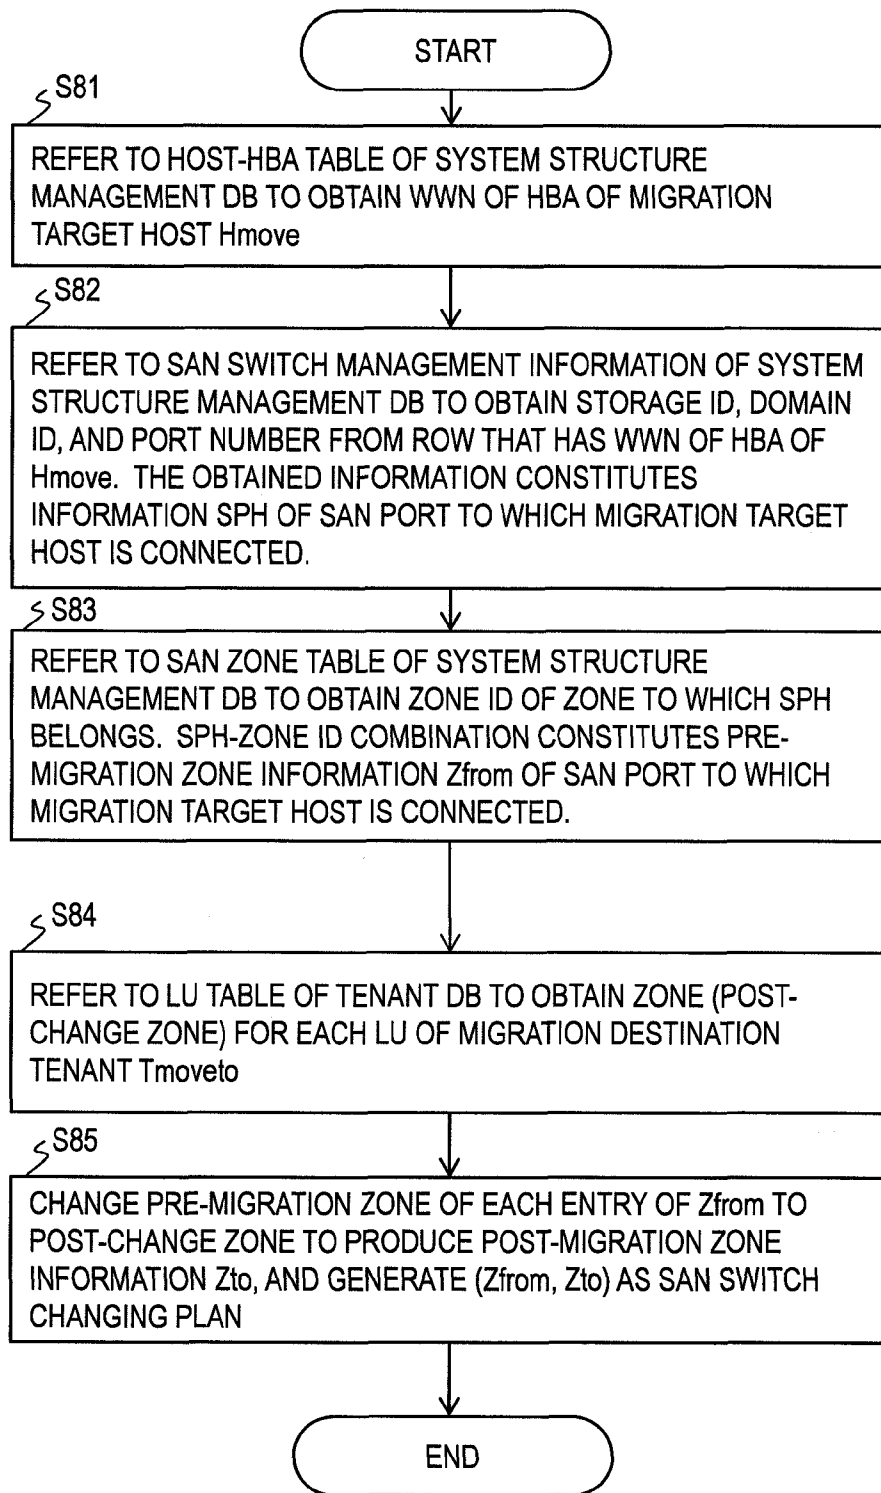 START
S81
REFER TO HOST-HBA TABLE OF SYSTEM STRUCTURE
MANAGEMENT DB TO OBTAIN WWN OF HBA OF MIGRATION
TARGET HOST Hmove
S82
REFER TO SAN SWITCH MANAGEMENT INFORMATION OF SYSTEM
STRUCTURE MANAGEMENT DB TO OBTAIN STORAGE ID, DOMAIN
ID, AND PORT NUMBER FROM ROW THAT HAS WWN OF HBA OF
Hmove. THE OBTAINED INFORMATION CONSTITUTES
INFORMATION SPH OF SAN PORT TO WHICH MIGRATION TARGET
HOST IS CONNECTED.
S83
REFER TO SAN ZONE TABLE OF SYSTEM STRUCTURE
MANAGEMENT DB TO OBTAIN ZONE ID OF ZONE TO WHICH SPH
BELONGS. SPH-ZONE ID COMBINATION CONSTITUTES PRE-
MIGRATION ZONE INFORMATION Zfrom OF SAN PORT TO WHICH
MIGRATION TARGET HOST IS CONNECTED.
S84
REFER TO LU TABLE OF TENANT DB TO OBTAIN ZONE (POST-
CHANGE ZONE) FOR EACH LU OF MIGRATION DESTINATION
TENANT Tmoveto
S85
CHANGE PRE-MIGRATION ZONE OF EACH ENTRY OF Zfrom TO
POST-CHANGE ZONE TO PRODUCE POST-MIGRATION ZONE
INFORMATION Zto, AND GENERATE (Zfrom, Zto) AS SAN SWITCH
CHANGING PLAN
END